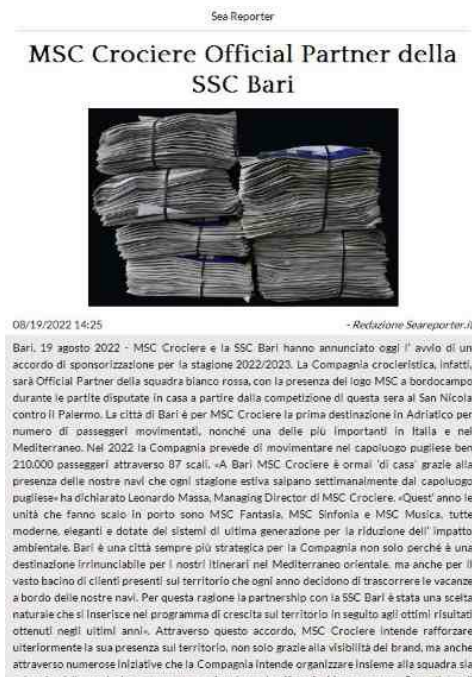 Sea Reporter
MSC Crociere Official Partner della
SSC Bari
08/19/2022 14:25
- Redazione Seareporter.it
Bari, 19 agosto 2022 - MSC Crociere e la SSC Bari hanno annunciato oggi l' avvio di un
accordo di sponsorizzazione per la stagione 2022/2023. La Compagnia crocieristica, infatti,
sarà Official Partner della squadra bianco rossa, con la presenza del logo MSC a bordocampo
durante le partite disputate in casa a partire dalla competizione di questa sera al San Nicola
contro il Palermo. La città di Bari è per MSC Crociere la prima destinazione in Adriatico per
numero di passeggeri movimentati, nonché una delle più importanti in Italia e nel
Mediterraneo. Nel 2022 la Compagnia prevede di movimentare nel capoluogo pugliese ben
210.000 passeggeri attraverso 87 scali. «A Bari MSC Crociere è ormai 'di casa' grazie alla
presenza delle nostre navi che ogni stagione estiva salpano settimanalmente dal capoluogo
pugliese» ha dichiarato Leonardo Massa, Managing Director di MSC Crociere. «Quest' anno le
unità che fanno scalo in porto sono MSC Fantasia, MSC Sinfonia e MSC Musica, tutte
moderne, eleganti e dotate dei sistemi di ultima generazione per la riduzione dell' impatto
ambientale. Bari è una città sempre più strategica per la Compagnia non solo perché è una
destinazione irrinunciabile per i nostri itinerari nel Mediterraneo orientale, ma anche per il
vasto bacino di clienti presenti sul territorio che ogni anno decidono di trascorrere le vacanze
a bordo delle nostre navi. Per questa ragione la partnership con la SSC Bari è stata una scelta
naturale che si inserisce nel programma di crescita sul territorio in seguito agli ottimi risultati
ottenuti negli ultimi anni». Attraverso questo accordo, MSC Crociere intende rafforzare
ulteriormente la sua presenza sul territorio, non solo grazie alla visibilità del brand, ma anche
attraverso numerose iniziative che la Compagnia intende organizzare insieme alla squadra sia